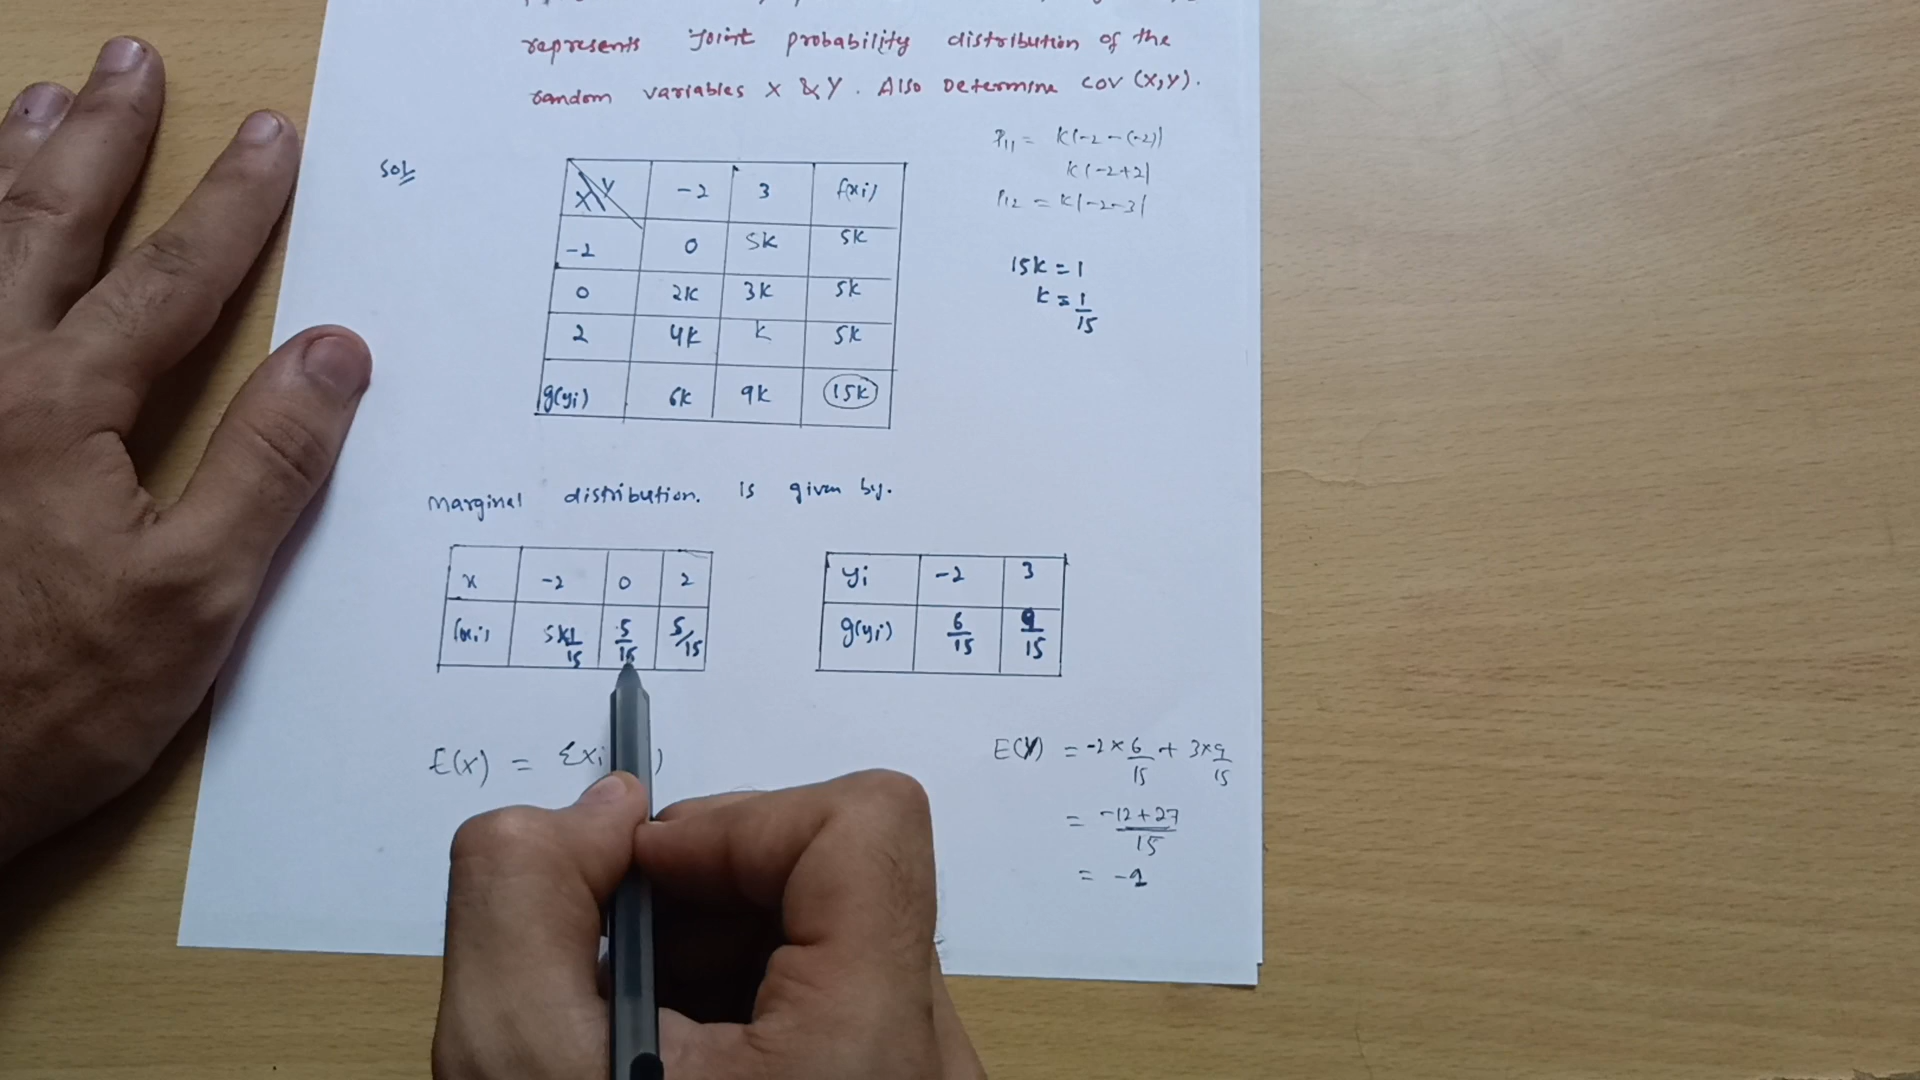 represents joint probability distribution of the
random variables X & Y. Also Determine cov (X,Y).
P11 = K|-2-(-2)|
K|-2+2|
P12 = K|-2-3|
Sol
X\Y -2 3 f(xi)
-2 0 5K 5K
0 2K 3K 5K
2 4K K 5K
g(yi) 6K 9K 15K
15K = 1
K = 1/15
Marginal distribution. is given by.
x -2 0 2
f(xi) 5x1/15 5/15 5/15
yi -2 3
g(yi) 6/15 9/15
E(x) = Σxi )
E(Y) = -2 x 6/15 + 3 x 9/15
= -12+27/15
= -1